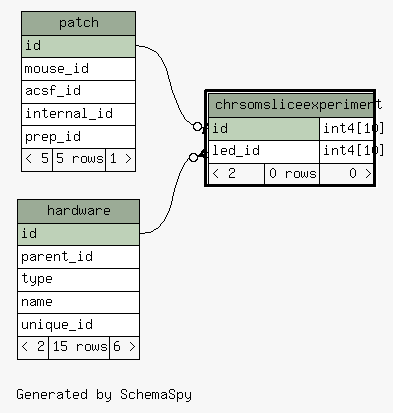 patch
id
mouse_id
acsf_id
internal_id
prep_id
< 5 5 rows 1 >
chrsomsliceexperiment
id int4[10]
led_id int4[10]
< 2 0 rows 0 >
hardware
id
parent_id
type
name
unique_id
< 2 15 rows 6 >
Generated by SchemaSpy